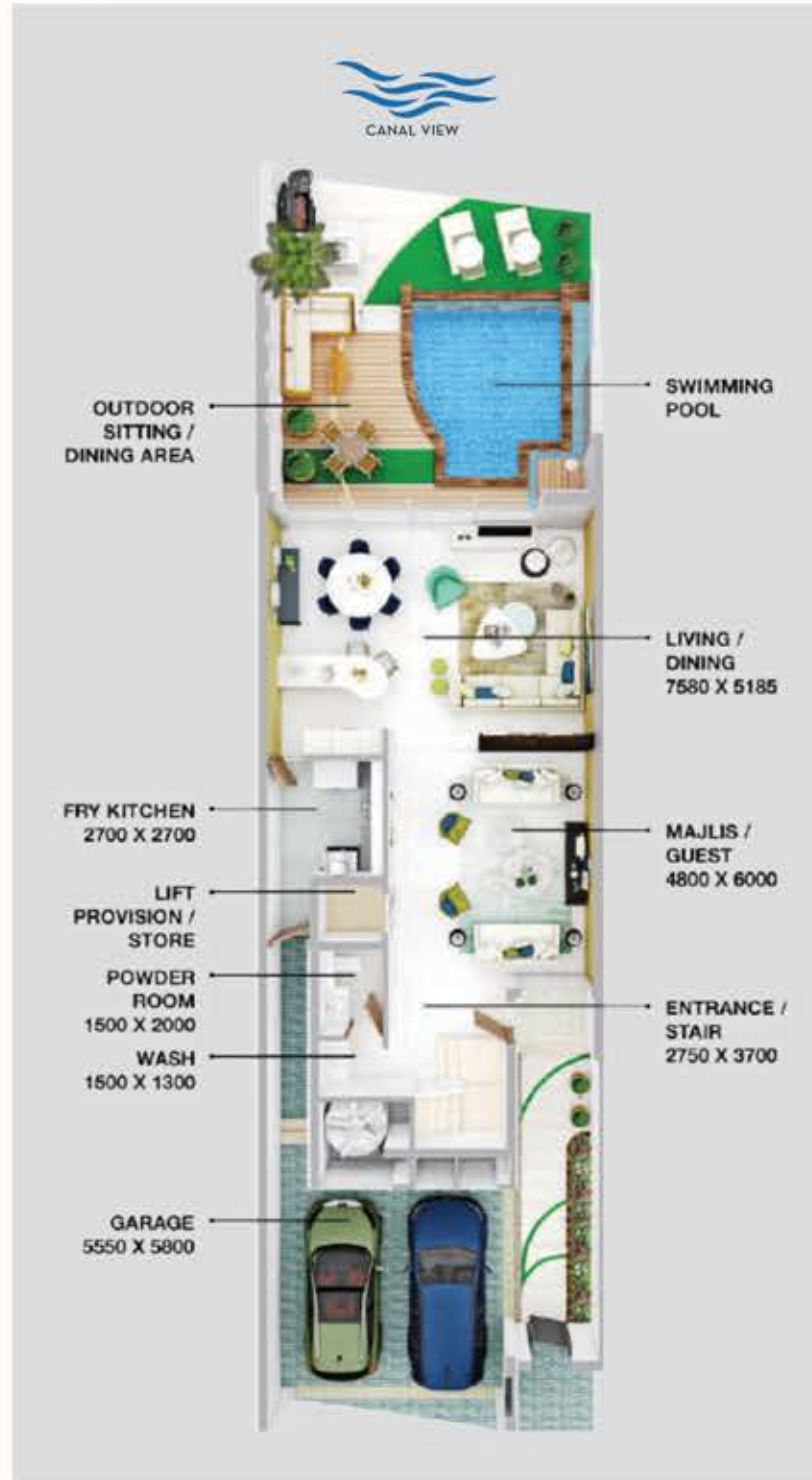 CANAL VIEW
OUTDOOR
SITTING /
DINING AREA
SWIMMING
POOL
LIVING /
DINING
7580 X 5185
FRY KITCHEN
2700 X 2700
MAJLIS /
GUEST
4800 X 6000
LIFT
PROVISION /
STORE
POWDER
ROOM
1500 X 2000
ENTRANCE /
STAIR
2750 X 3700
WASH
1500 X 1300
GARAGE
5550 X 5800